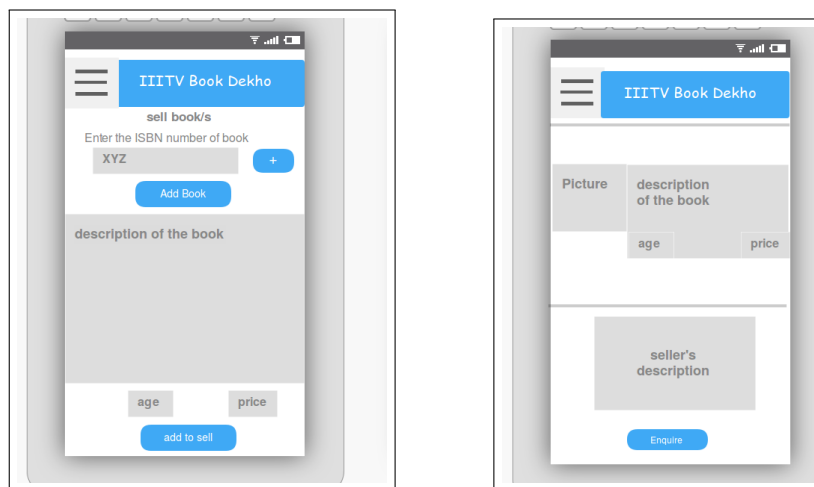 IIITV Book Dekho
sell book/s
Enter the ISBN number of book
XYZ
+
Add Book
description of the book
age
price
add to sell
IIITV Book Dekho
Picture
description
of the book
age
price
seller's
description
Enquire